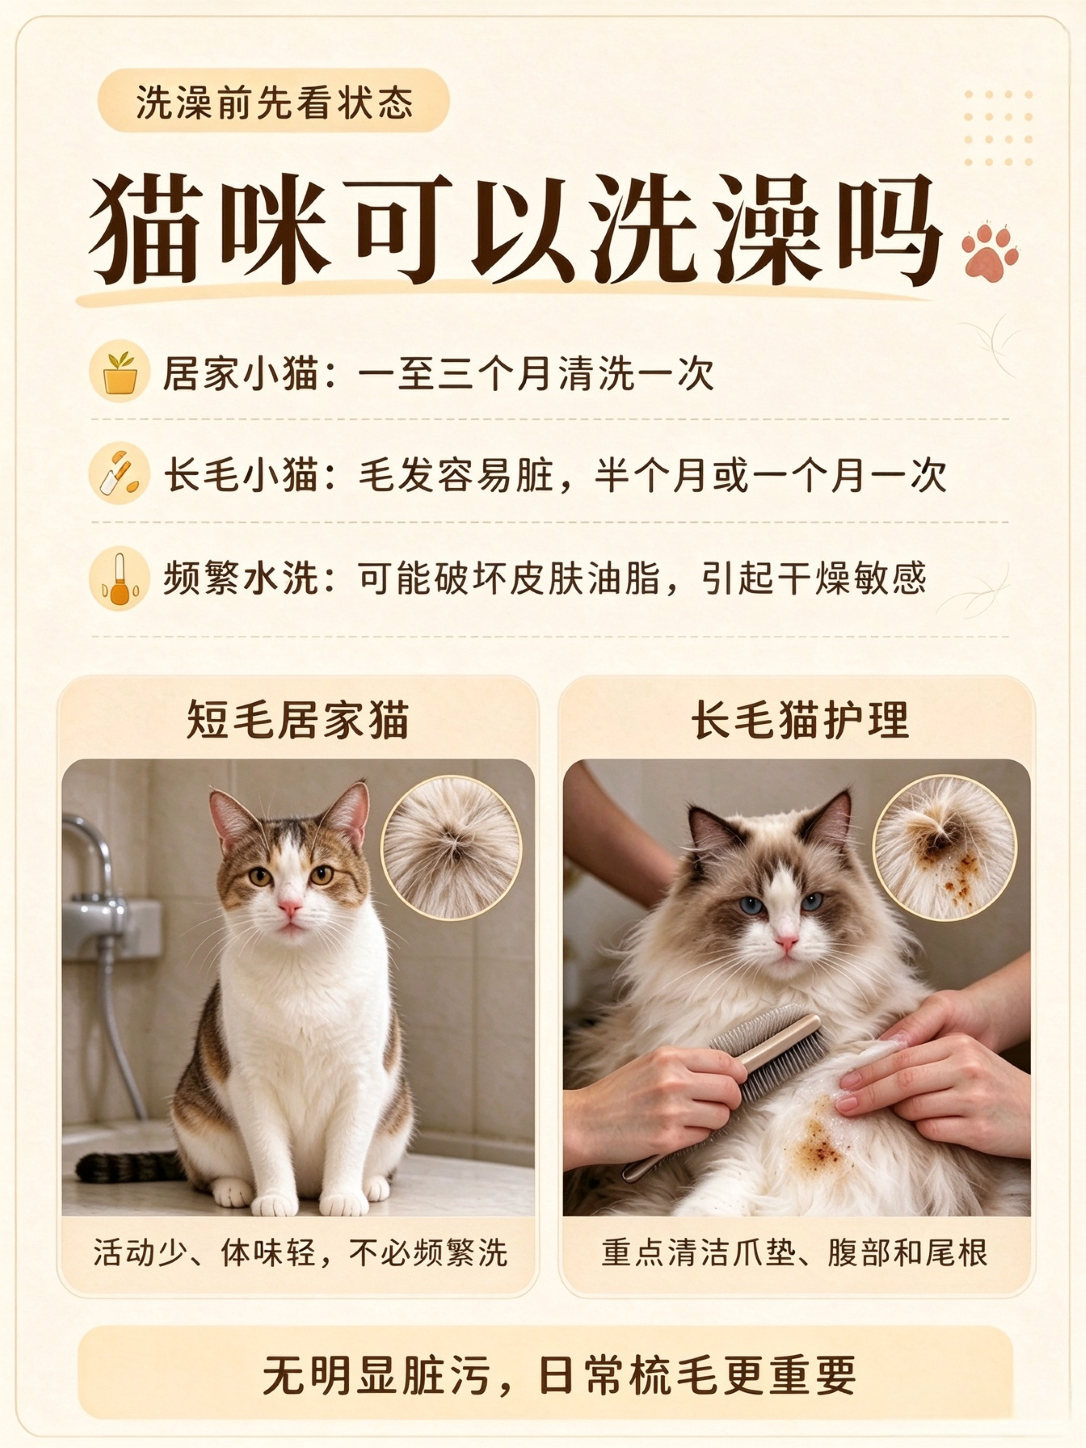 洗澡前先看状态
猫咪可以洗澡吗
居家小猫：一至三个月清洗一次
长毛小猫：毛发容易脏，半个月或一个月一次
频繁水洗：可能破坏皮肤油脂，引起干燥敏感
短毛居家猫
长毛猫护理
活动少、体味轻，不必频繁洗
重点清洁爪垫、腹部和尾根
无明显脏污，日常梳毛更重要